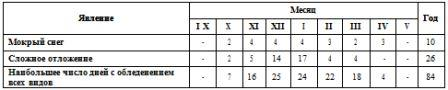 Явление Месяц Год
I X X XI XII I II III IV V
Мокрый снег - 2 4 4 4 3 2 3 - 10
Сложное отложение - 2 5 14 17 4 4 - - 26
Наибольшее число дней с обледенением
всех видов - 7 16 25 24 22 18 4 - 84